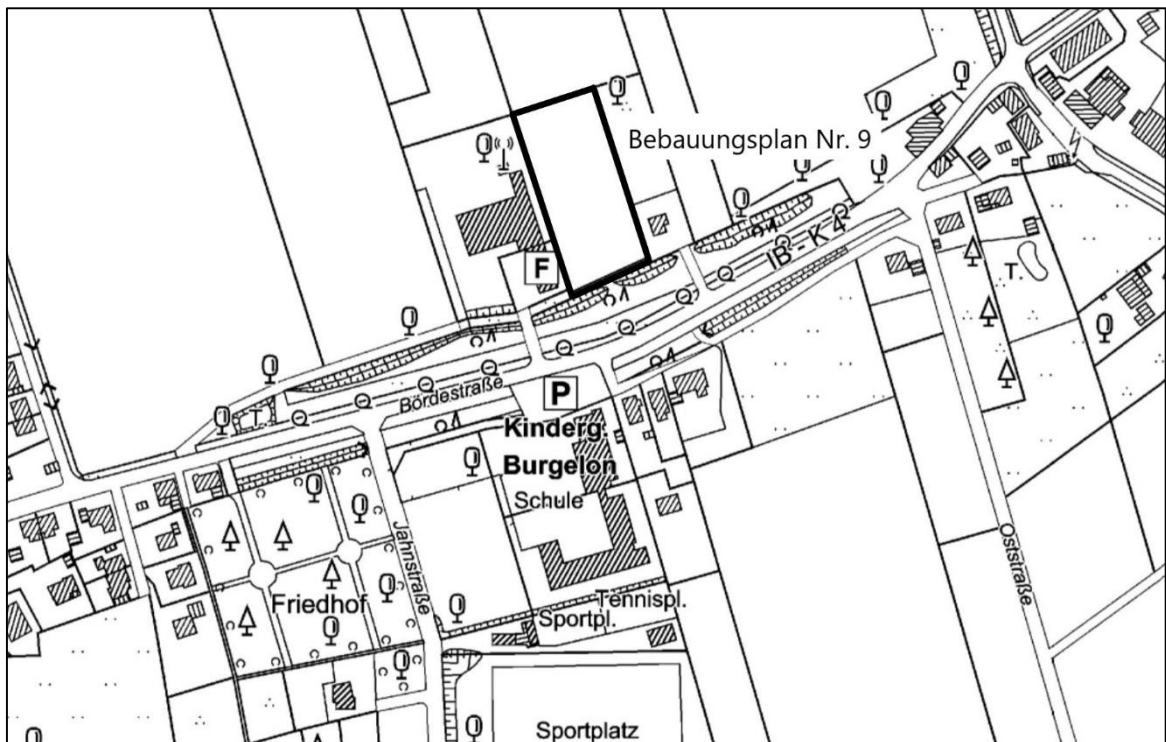 Bebauungsplan Nr. 9
IB - K 4
F
T.
Bördestraße
P
T
Kinderg.
Burgelon
Schule
Jahnstraße
Oststraße
Friedhof
Tennispl.
Sportpl.
Sportplatz